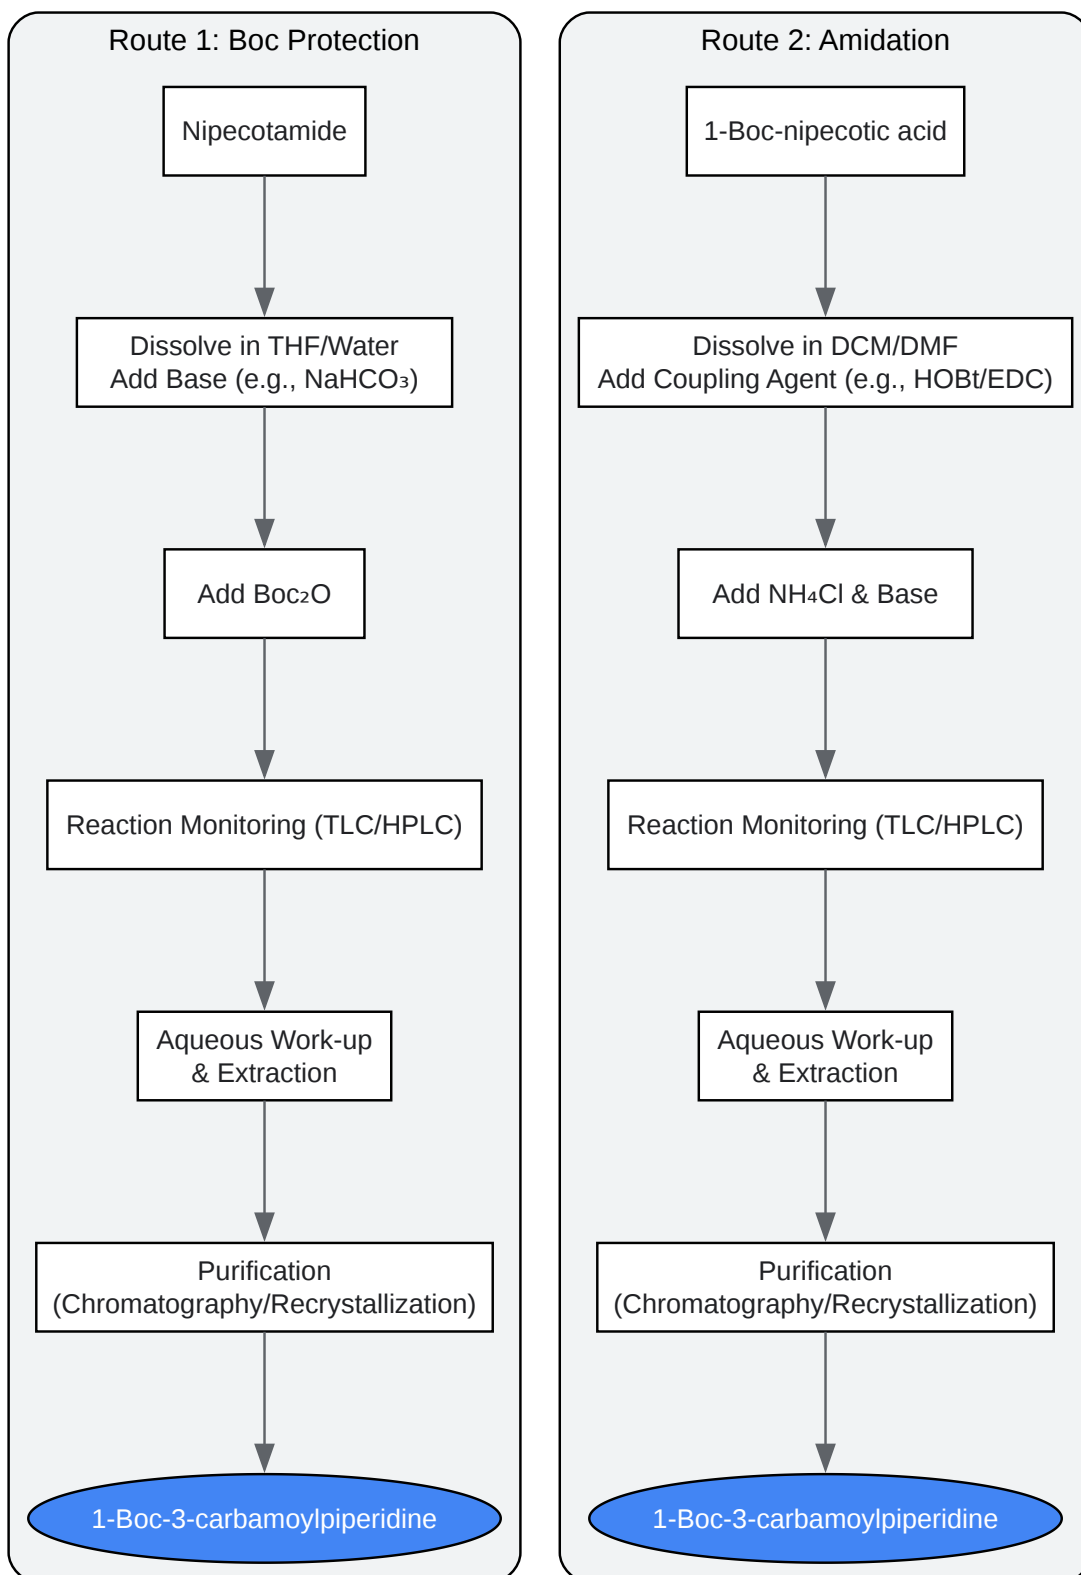 Route 1: Boc Protection
Nipecotamide
Dissolve in THF/Water
Add Base (e.g., NaHCO₃)
Add Boc₂O
Reaction Monitoring (TLC/HPLC)
Aqueous Work-up
& Extraction
Purification
(Chromatography/Recrystallization)
1-Boc-3-carbamoylpiperidine
Route 2: Amidation
1-Boc-nipecotic acid
Dissolve in DCM/DMF
Add Coupling Agent (e.g., HOBt/EDC)
Add NH₄Cl & Base
Reaction Monitoring (TLC/HPLC)
Aqueous Work-up
& Extraction
Purification
(Chromatography/Recrystallization)
1-Boc-3-carbamoylpiperidine